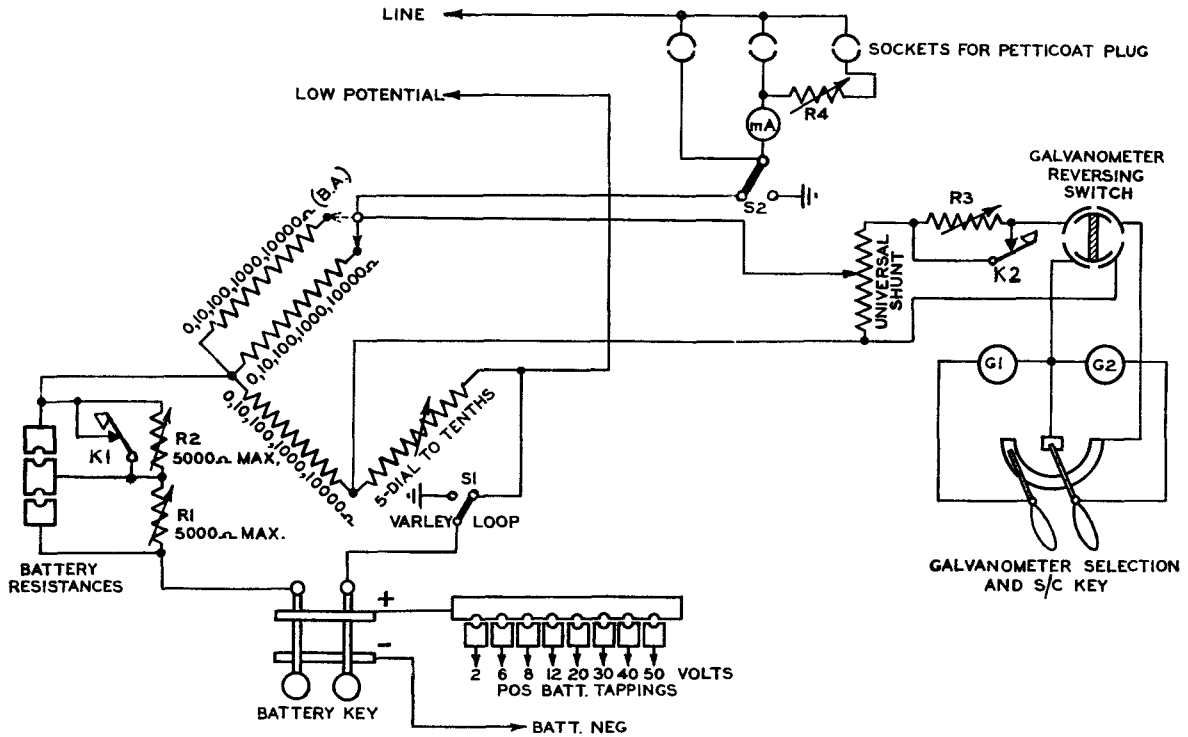 LINE
SOCKETS FOR PETTICOAT PLUG
LOW POTENTIAL
R4
mA
S2
GALVANOMETER
REVERSING
SWITCH
R3
K2
UNIVERSAL
SHUNT
0,10,100,1000,10000Ω (B.A.)
0,10,100,1000,10000Ω
0,10,100,1000,10000Ω
5-DIAL TO TENTHS
G1
G2
K1
R2
5000Ω MAX.
R1
5000Ω MAX.
S1
VARLEY LOOP
BATTERY
RESISTANCES
GALVANOMETER SELECTION
AND S/C KEY
+
-
2 6 8 12 20 30 40 50 VOLTS
POS BATT. TAPPINGS
BATTERY KEY
BATT. NEG